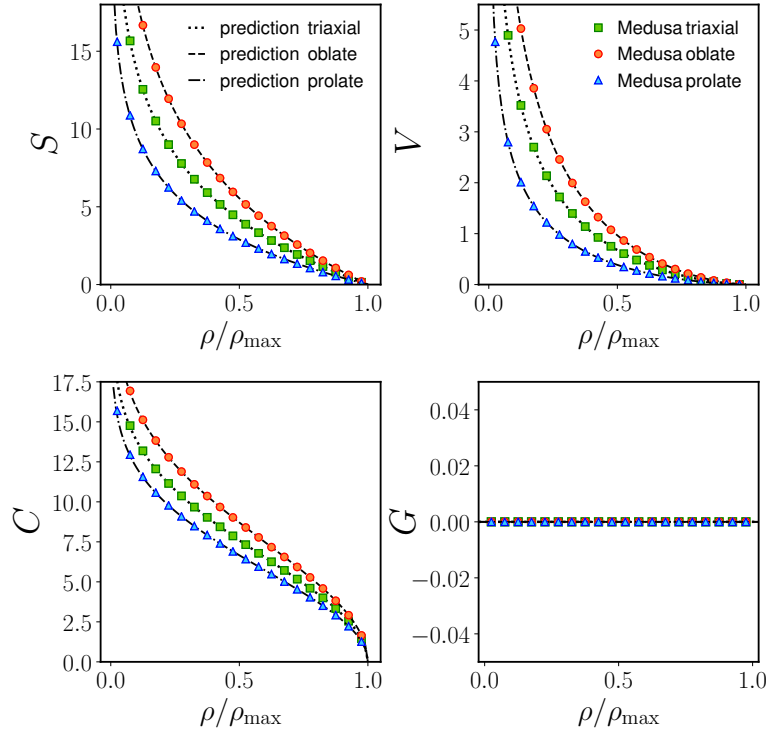 S
15
10
5
0
prediction triaxial
prediction oblate
prediction prolate
0.0 0.5 1.0
ρ/ρmax
V
5
4
3
2
1
0
Medusa triaxial
Medusa oblate
Medusa prolate
0.0 0.5 1.0
ρ/ρmax
C
17.5
15.0
12.5
10.0
7.5
5.0
2.5
0.0
0.0 0.5 1.0
ρ/ρmax
G
0.04
0.02
0.00
−0.02
−0.04
0.0 0.5 1.0
ρ/ρmax